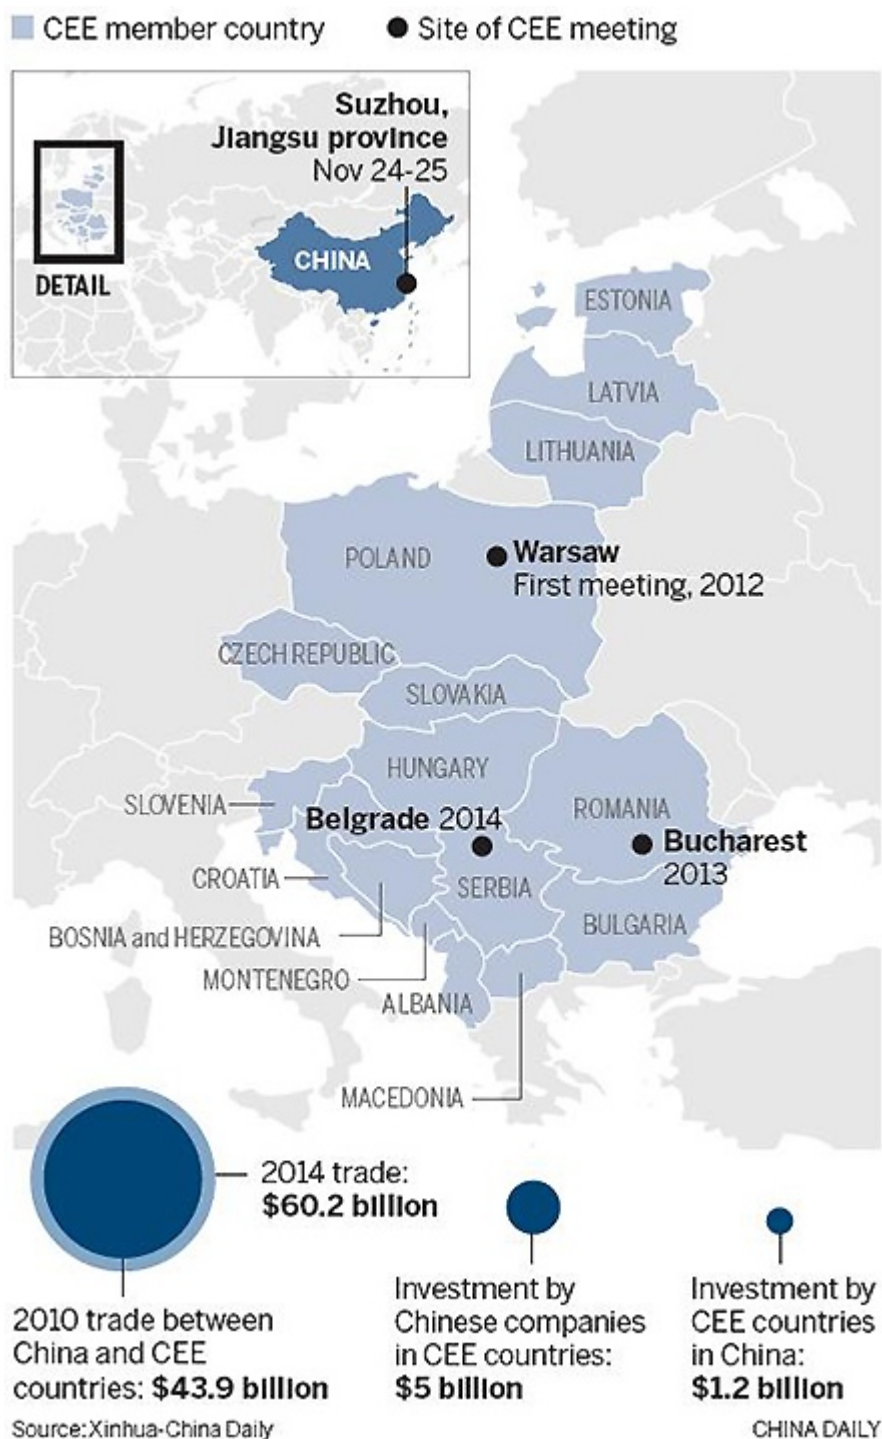 CEE member country
Site of CEE meeting
Suzhou,
Jiangsu province
Nov 24-25
CHINA
DETAIL
ESTONIA
LATVIA
LITHUANIA
POLAND
Warsaw
First meeting, 2012
CZECH REPUBLIC
SLOVAKIA
HUNGARY
SLOVENIA
Belgrade 2014
ROMANIA
Bucharest
2013
CROATIA
SERBIA
BULGARIA
BOSNIA and HERZEGOVINA
MONTENEGRO
ALBANIA
MACEDONIA
2014 trade:
$60.2 billion
2010 trade between
China and CEE
countries: $43.9 billion
Investment by
Chinese companies
in CEE countries:
$5 billion
Investment by
CEE countries
in China:
$1.2 billion
Source: Xinhua-China Daily
CHINA DAILY